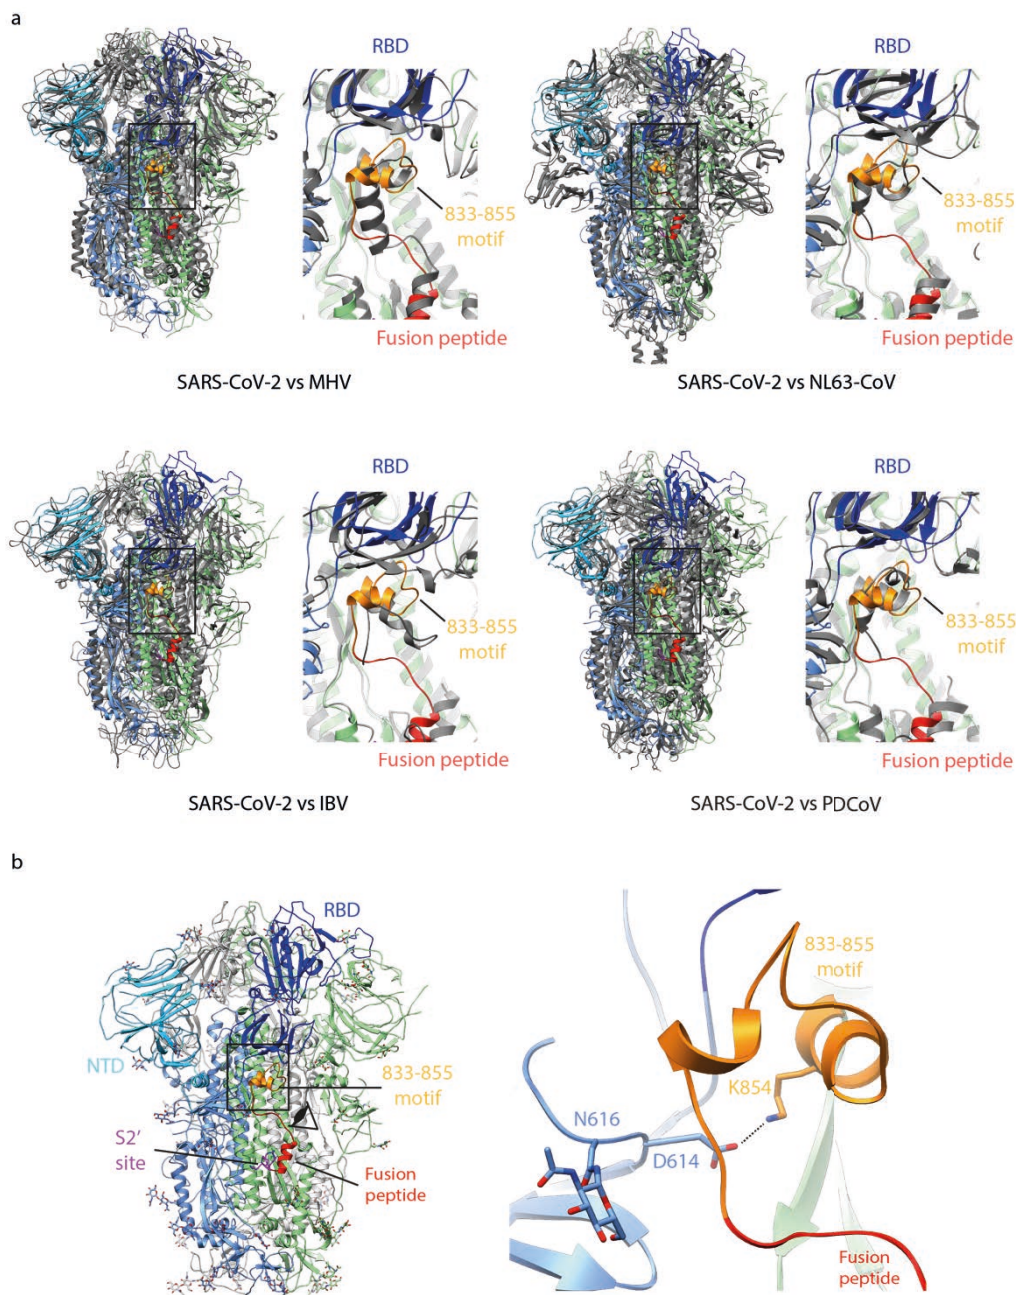 a
RBD
833-855
motif
Fusion peptide
SARS-CoV-2 vs MHV
RBD
833-855
motif
Fusion peptide
SARS-CoV-2 vs NL63-CoV
RBD
833-855
motif
Fusion peptide
SARS-CoV-2 vs IBV
RBD
833-855
motif
Fusion peptide
SARS-CoV-2 vs PDCoV
b
RBD
NTD
833-855
motif
S2'
site
Fusion
peptide
833-855
motif
K854
N616
D614
Fusion
peptide